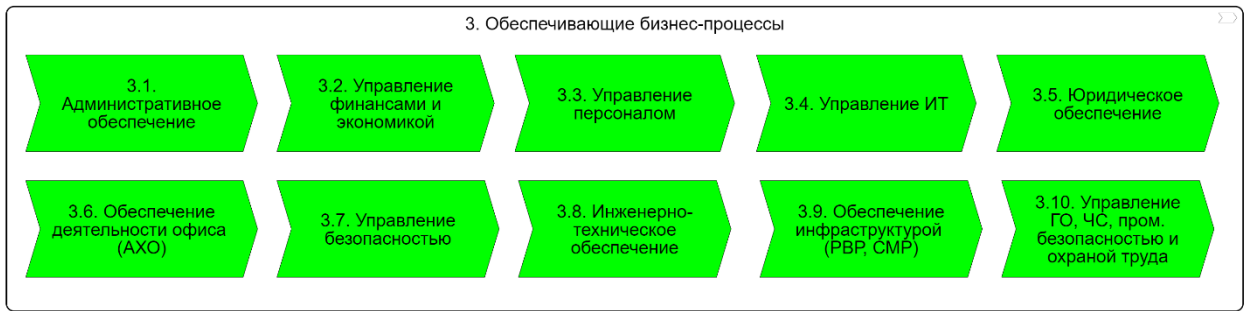 3. Обеспечивающие бизнес-процессы
3.1.
Административное
обеспечение
3.2. Управление
финансами и
экономикой
3.3. Управление
персоналом
3.4. Управление ИТ
3.5. Юридическое
обеспечение
3.6. Обеспечение
деятельности офиса
(АХО)
3.7. Управление
безопасностью
3.8. Инженерно-
техническое
обеспечение
3.9. Обеспечение
инфраструктурой
(РВР, СМР)
3.10. Управление
ГО, ЧС, пром.
безопасностью и
охраной труда